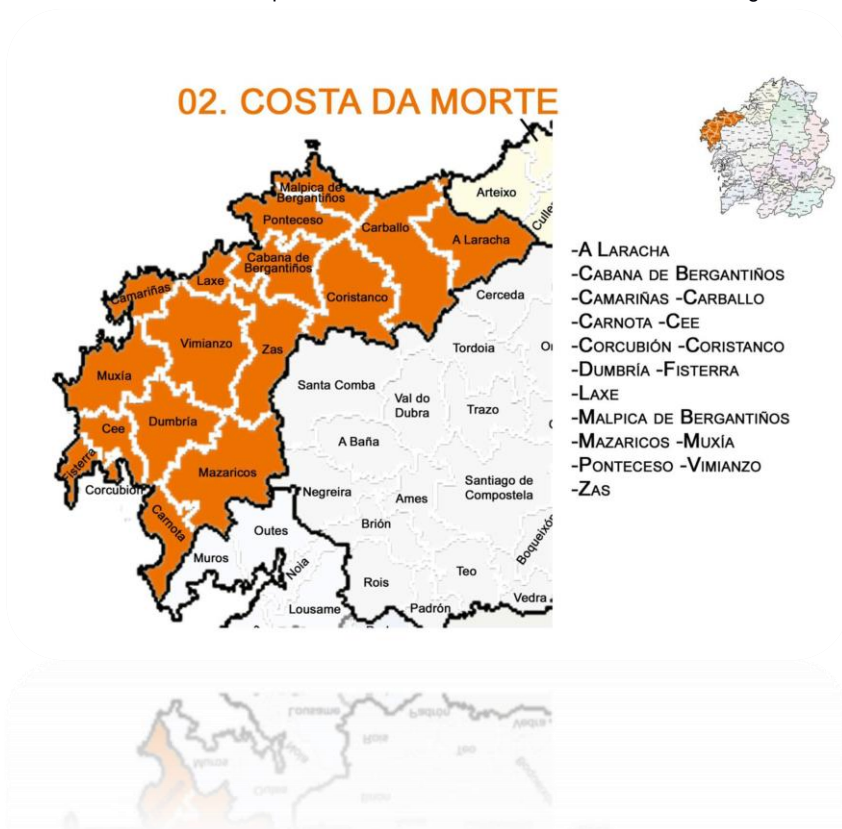 02. COSTA DA MORTE
Malpica de
Bergantiños
Arteixo
Ponteceso
Carballo
A Laracha
Cabana de
Bergantiños
Laxe
Camariñas
Coristanco
Cerceda
Vimianzo
Zas
Tordoia
Muxía
Santa Comba
Val do
Dubra
Trazo
Dumbría
Cee
A Baña
Fisterra
Mazaricos
Santiago de
Compostela
Corcubión
Negreira
Ames
Carnota
Brión
Outes
Boqueixón
Muros
Noia
Rois
Teo
Vedra
Lousame
Padrón
-A LARACHA
-CABANA DE BERGANTIÑOS
-CAMARIÑAS -CARBALLO
-CARNOTA -CEE
-CORCUBIÓN -CORISTANCO
-DUMBRÍA -FISTERRA
-LAXE
-MALPICA DE BERGANTIÑOS
-MAZARICOS -MUXÍA
-PONTECESO -VIMIANZO
-ZAS